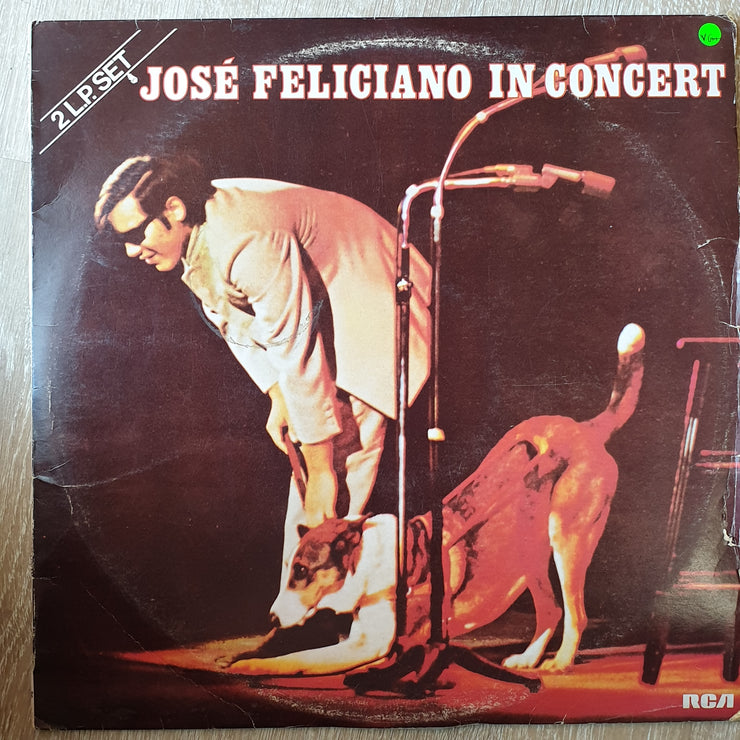 2 L.P. SET
JOSÉ FELICIANO IN CONCERT
RCA